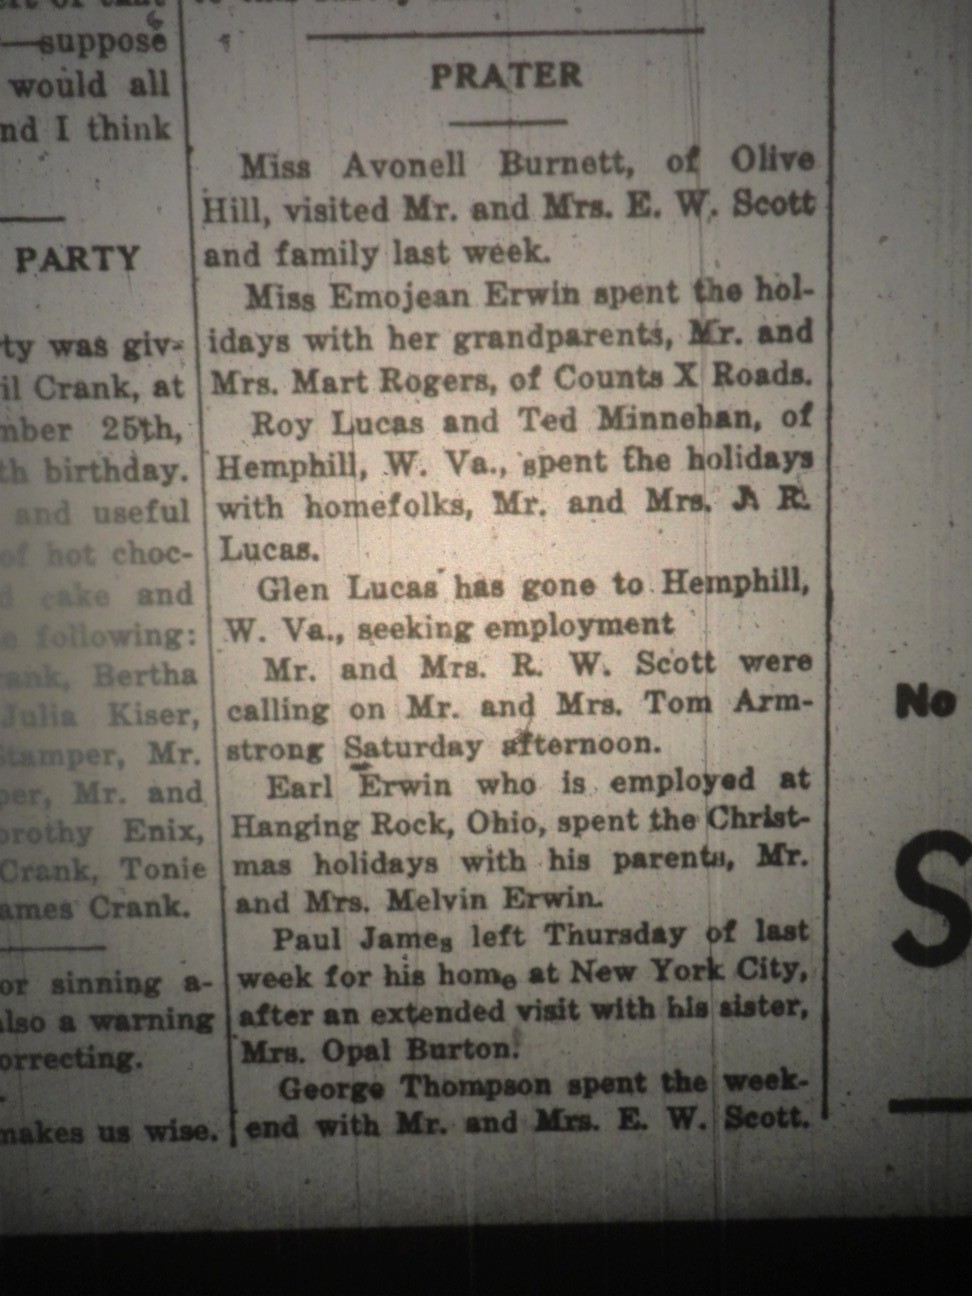 —suppose
would all
nd I think
PARTY
ty was giv-
il Crank, at
mber 25th,
th birthday.
and useful
of hot choc-
d cake and
e following:
rank, Bertha
Julia Kiser,
Stamper, Mr.
per, Mr. and
orothy Enix,
Crank, Tonie
ames Crank.
or sinning a-
also a warning
orrecting.
makes us wise.
PRATER
Miss Avonell Burnett, of Olive
Hill, visited Mr. and Mrs. E. W. Scott
and family last week.
Miss Emojean Erwin spent the hol-
idays with her grandparents, Mr. and
Mrs. Mart Rogers, of Counts X Roads.
Roy Lucas and Ted Minnehan, of
Hemphill, W. Va., spent the holidays
with homefolks, Mr. and Mrs. J. R.
Lucas.
Glen Lucas has gone to Hemphill,
W. Va., seeking employment
Mr. and Mrs. R. W. Scott were
calling on Mr. and Mrs. Tom Arm-
strong Saturday afternoon.
Earl Erwin who is employed at
Hanging Rock, Ohio, spent the Christ-
mas holidays with his parents, Mr.
and Mrs. Melvin Erwin.
Paul James left Thursday of last
week for his home at New York City,
after an extended visit with his sister,
Mrs. Opal Burton.
George Thompson spent the week-
end with Mr. and Mrs. E. W. Scott.
No
S